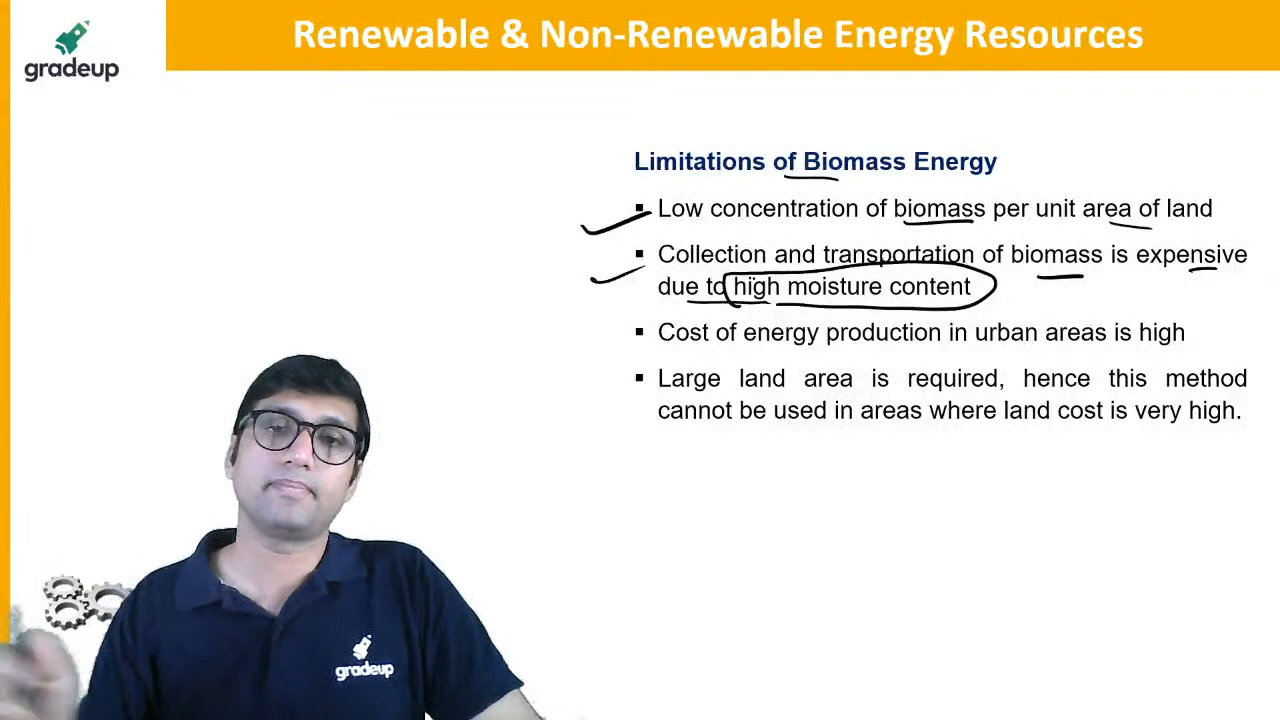 Renewable & Non-Renewable Energy Resources
gradeup
Limitations of Biomass Energy
▪ Low concentration of biomass per unit area of land
▪ Collection and transportation of biomass is expensive
due to high moisture content
▪ Cost of energy production in urban areas is high
▪ Large land area is required, hence this method
cannot be used in areas where land cost is very high.
gradeup